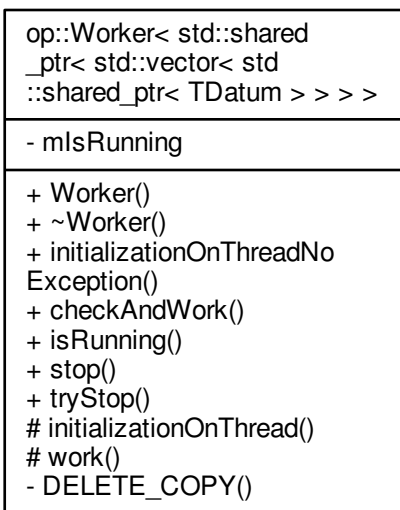 op::Worker< std::shared
_ptr< std::vector< std
::shared_ptr< TDatum > > > >
- mIsRunning
+ Worker()
+ ~Worker()
+ initializationOnThreadNo
Exception()
+ checkAndWork()
+ isRunning()
+ stop()
+ tryStop()
# initializationOnThread()
# work()
- DELETE_COPY()